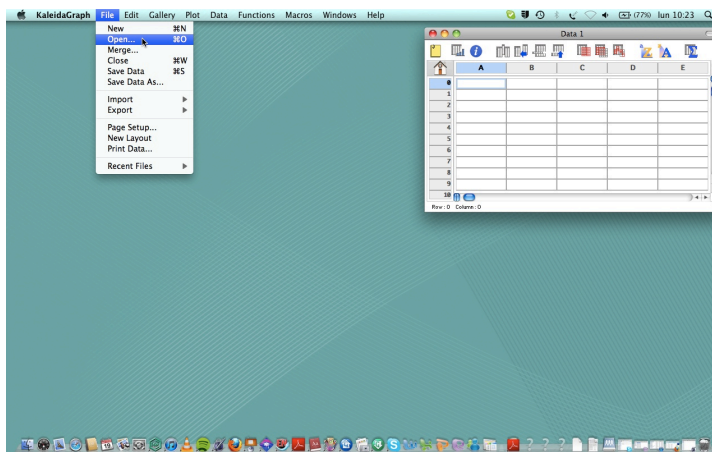 KaleidaGraph File Edit Gallery Plot Data Functions Macros Windows Help (77%) lun 10:23
New ⌘N
Open... ⌘O
Merge...
Close ⌘W
Save Data ⌘S
Save Data As...
Import
Export
Page Setup...
New Layout
Print Data...
Recent Files
Data 1
A B C D E
0
1
2
3
4
5
6
7
8
9
10
Row : 0 Column : 0